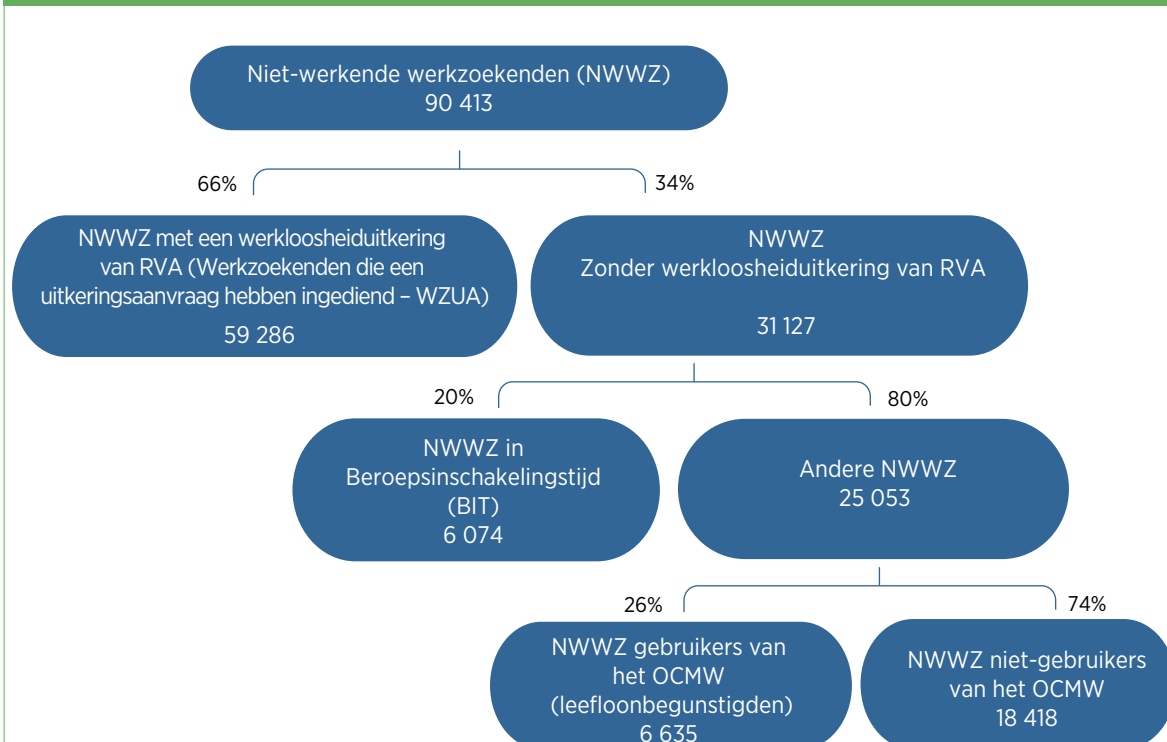 Niet-werkende werkzoekenden (NWWZ)
90 413
66%
34%
NWWZ met een werkloosheiduitkering
van RVA (Werkzoekenden die een
uitkeringsaanvraag hebben ingediend – WZUA)
59 286
NWWZ
Zonder werkloosheiduitkering van RVA
31 127
20%
80%
NWWZ in
Beroepsinschakelingstijd
(BIT)
6 074
Andere NWWZ
25 053
26%
74%
NWWZ gebruikers van
het OCMW
(leefloonbegunstigden)
6 635
NWWZ niet-gebruikers
van het OCMW
18 418